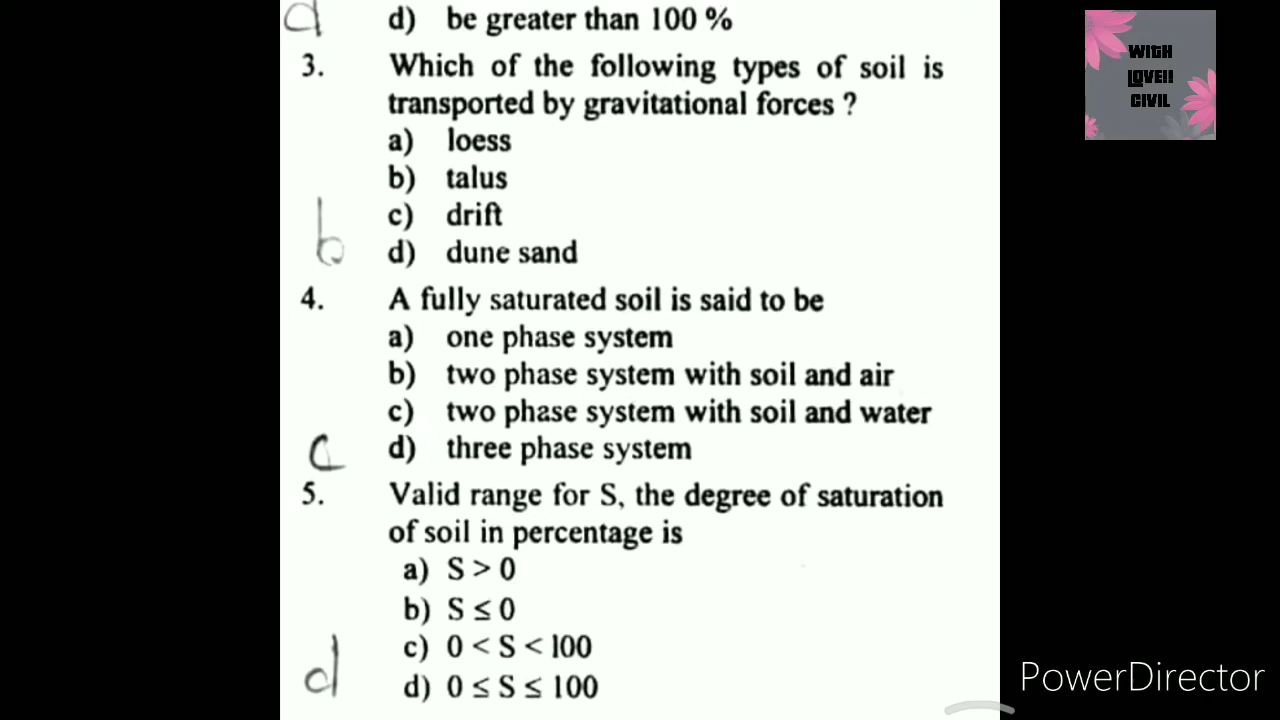 d d) be greater than 100 %
3. Which of the following types of soil is
transported by gravitational forces ?
a) loess
b) talus
c) drift
b d) dune sand
4. A fully saturated soil is said to be
a) one phase system
b) two phase system with soil and air
c) two phase system with soil and water
c d) three phase system
5. Valid range for S, the degree of saturation
of soil in percentage is
a) S > 0
b) S ≤ 0
c) 0 < S < 100
d d) 0 ≤ S ≤ 100
WITH
LOVELL
CIVIL
PowerDirector